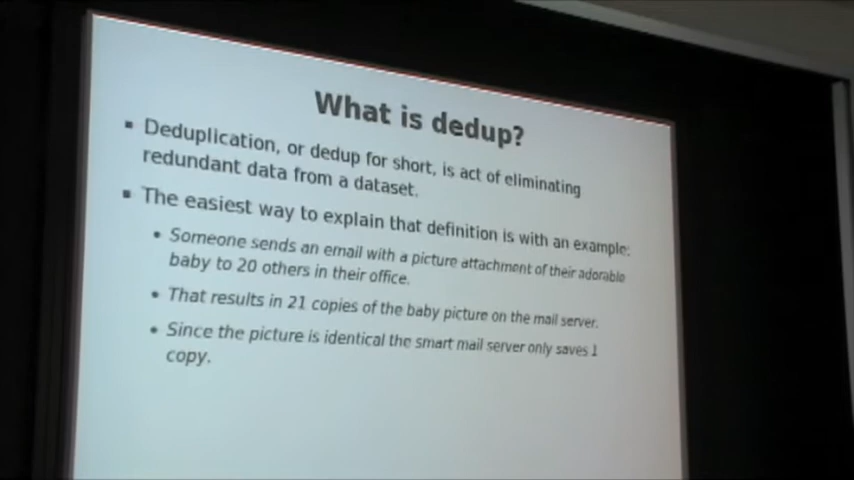 What is dedup?
Deduplication, or dedup for short, is act of eliminating
redundant data from a dataset.
The easiest way to explain that definition is with an example:
Someone sends an email with a picture attachment of their adorable
baby to 20 others in their office.
That results in 21 copies of the baby picture on the mail server.
Since the picture is identical the smart mail server only saves 1
copy.